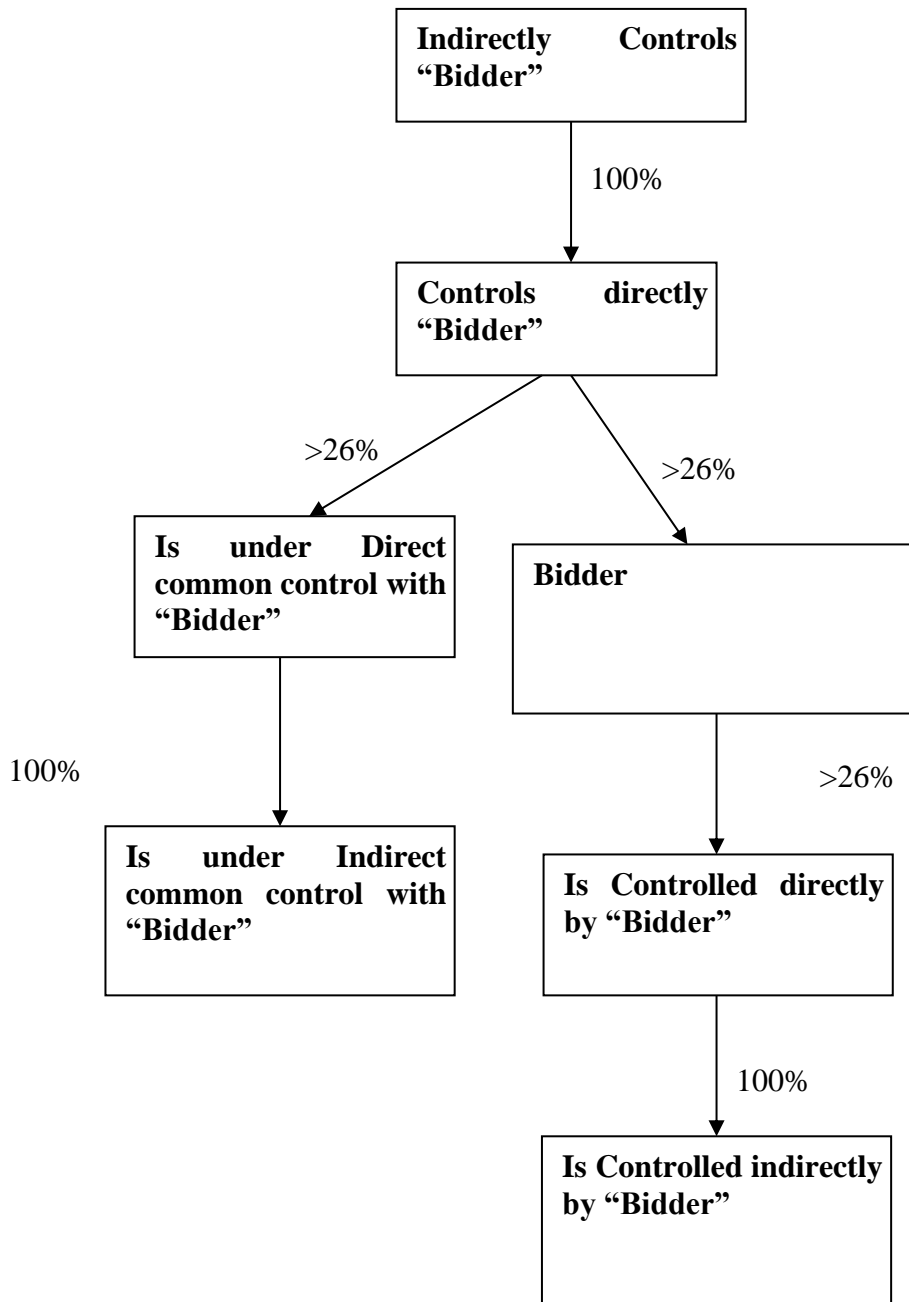 Indirectly Controls
“Bidder”
100%
Controls directly
“Bidder”
>26%
>26%
Is under Direct
common control with
“Bidder”
Bidder
100%
>26%
Is under Indirect
common control with
“Bidder”
Is Controlled directly
by “Bidder”
100%
Is Controlled indirectly
by “Bidder”